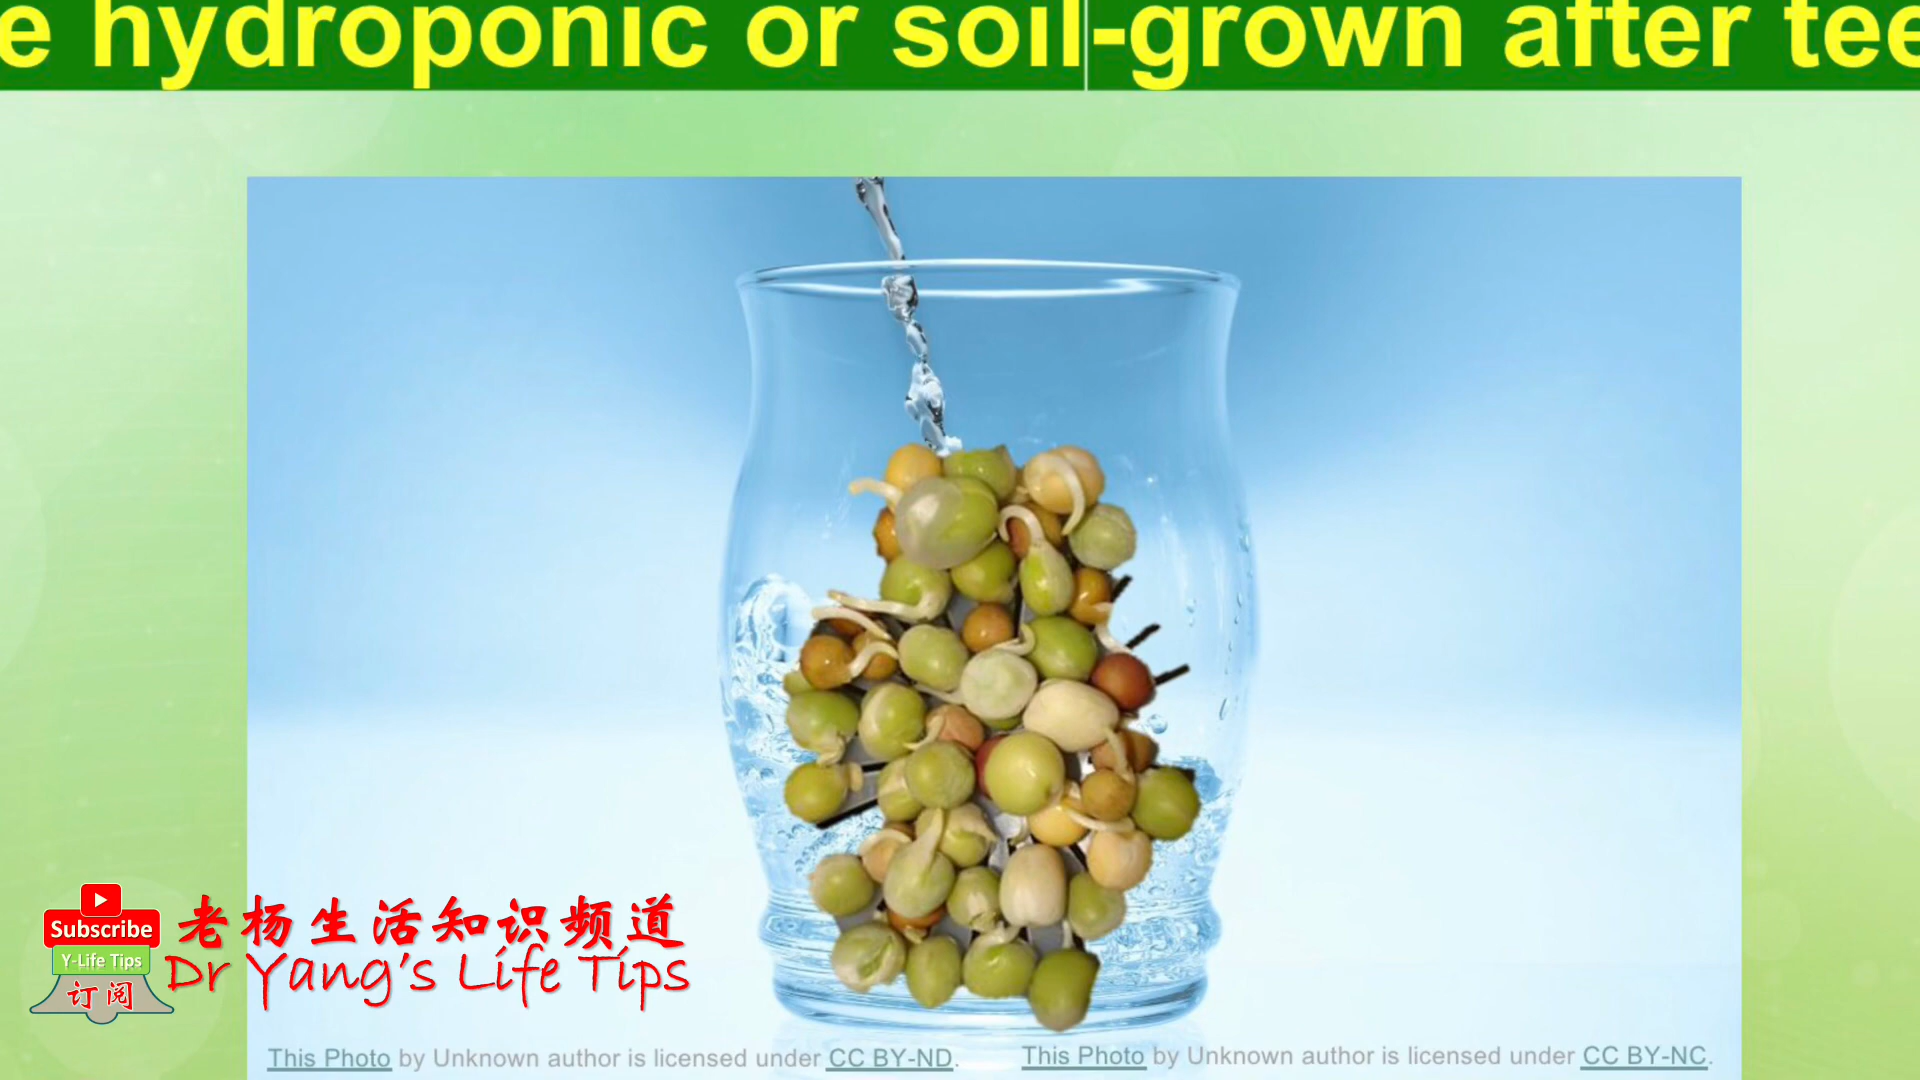 e hydroponic or soil-grown after tee
Subscribe
Y-Life Tips
订阅
老杨生活知识频道
Dr Yang's Life Tips
This Photo by Unknown author is licensed under CC BY-ND.
This Photo by Unknown author is licensed under CC BY-NC.